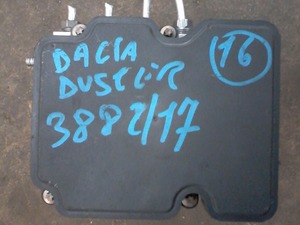 DACIA
16
DUSTER
3882/17